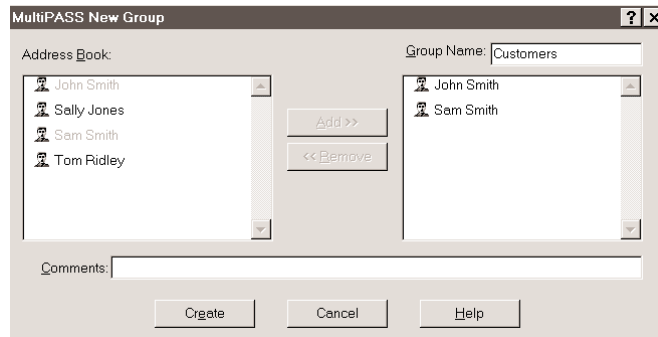 MultiPASS New Group
Address Book:
Group Name: Customers
John Smith
Sally Jones
Sam Smith
Tom Ridley
Add >>
<< Remove
John Smith
Sam Smith
Comments:
Create
Cancel
Help